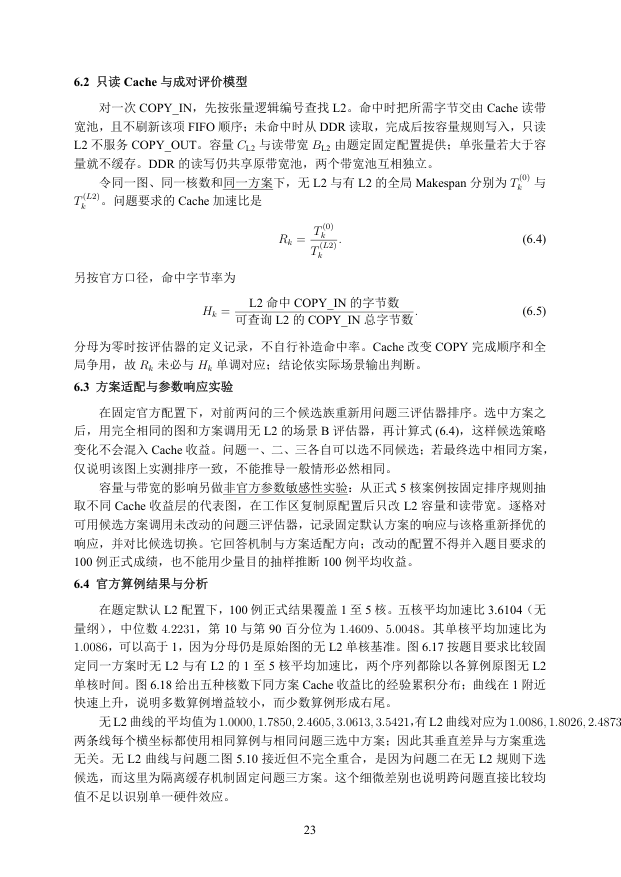 6.2 只读 Cache 与成对评价模型
对一次 COPY_IN，先按张量逻辑编号查找 L2。命中时把所需字节交由 Cache 读带
宽池，且不刷新该项 FIFO 顺序；未命中时从 DDR 读取，完成后按容量规则写入，只读
L2 不服务 COPY_OUT。容量 C_{L2} 与读带宽 B_{L2} 由题定固定配置提供；单张量若大于容
量就不缓存。DDR 的读写仍共享原带宽池，两个带宽池互相独立。
令同一图、同一核数和同一方案下，无 L2 与有 L2 的全局 Makespan 分别为 T_k^{(0)} 与
T_k^{(L2)}。问题要求的 Cache 加速比是
R_k = \frac{T_k^{(0)}}{T_k^{(L2)}}. (6.4)
另按官方口径，命中字节率为
H_k = \frac{L2 命中 COPY_IN 的字节数}{可查询 L2 的 COPY_IN 总字节数}. (6.5)
分母为零时按评估器的定义记录，不自行补造命中率。Cache 改变 COPY 完成顺序和全
局争用，故 R_k 未必与 H_k 单调对应；结论依实际场景输出判断。
6.3 方案适配与参数响应实验
在固定官方配置下，对前两问的三个候选族重新用问题三评估器排序。选中方案之
后，用完全相同的图和方案调用无 L2 的场景 B 评估器，再计算式 (6.4)，这样候选策略
变化不会混入 Cache 收益。问题一、二、三各自可以选不同候选；若最终选中相同方案，
仅说明该图上实测排序一致，不能推导一般情形必然相同。
容量与带宽的影响另做非官方参数敏感性实验：从正式 5 核案例按固定排序规则抽
取不同 Cache 收益层的代表图，在工作区复制原配置后只改 L2 容量和读带宽。逐格对
可用候选方案调用未改动的问题三评估器，记录固定默认方案的响应与该格重新择优的
响应，并对比候选切换。它回答机制与方案适配方向；改动的配置不得并入题目要求的
100 例正式成绩，也不能用少量目的抽样推断 100 例平均收益。
6.4 官方算例结果与分析
在题定默认 L2 配置下，100 例正式结果覆盖 1 至 5 核。五核平均加速比 3.6104（无
量纲），中位数 4.2231，第 10 与第 90 百分位为 1.4609、5.0048。其单核平均加速比为
1.0086，可以高于 1，因为分母仍是原始图的无 L2 单核基准。图 6.17 按题目要求比较固
定同一方案时无 L2 与有 L2 的 1 至 5 核平均加速比，两个序列都除以各算例原图无 L2
单核时间。图 6.18 给出五种核数下同方案 Cache 收益比的经验累积分布；曲线在 1 附近
快速上升，说明多数算例增益较小，而少数算例形成右尾。
无 L2 曲线的平均值为 1.0000, 1.7850, 2.4605, 3.0613, 3.5421，有 L2 曲线对应为 1.0086, 1.8026, 2.4873
两条线每个横坐标都使用相同算例与相同问题三选中方案；因此其垂直差异与方案重选
无关。无 L2 曲线与问题二图 5.10 接近但不完全重合，是因为问题二在无 L2 规则下选
候选，而这里为隔离缓存机制固定问题三方案。这个细微差别也说明跨问题直接比较均
值不足以识别单一硬件效应。
23